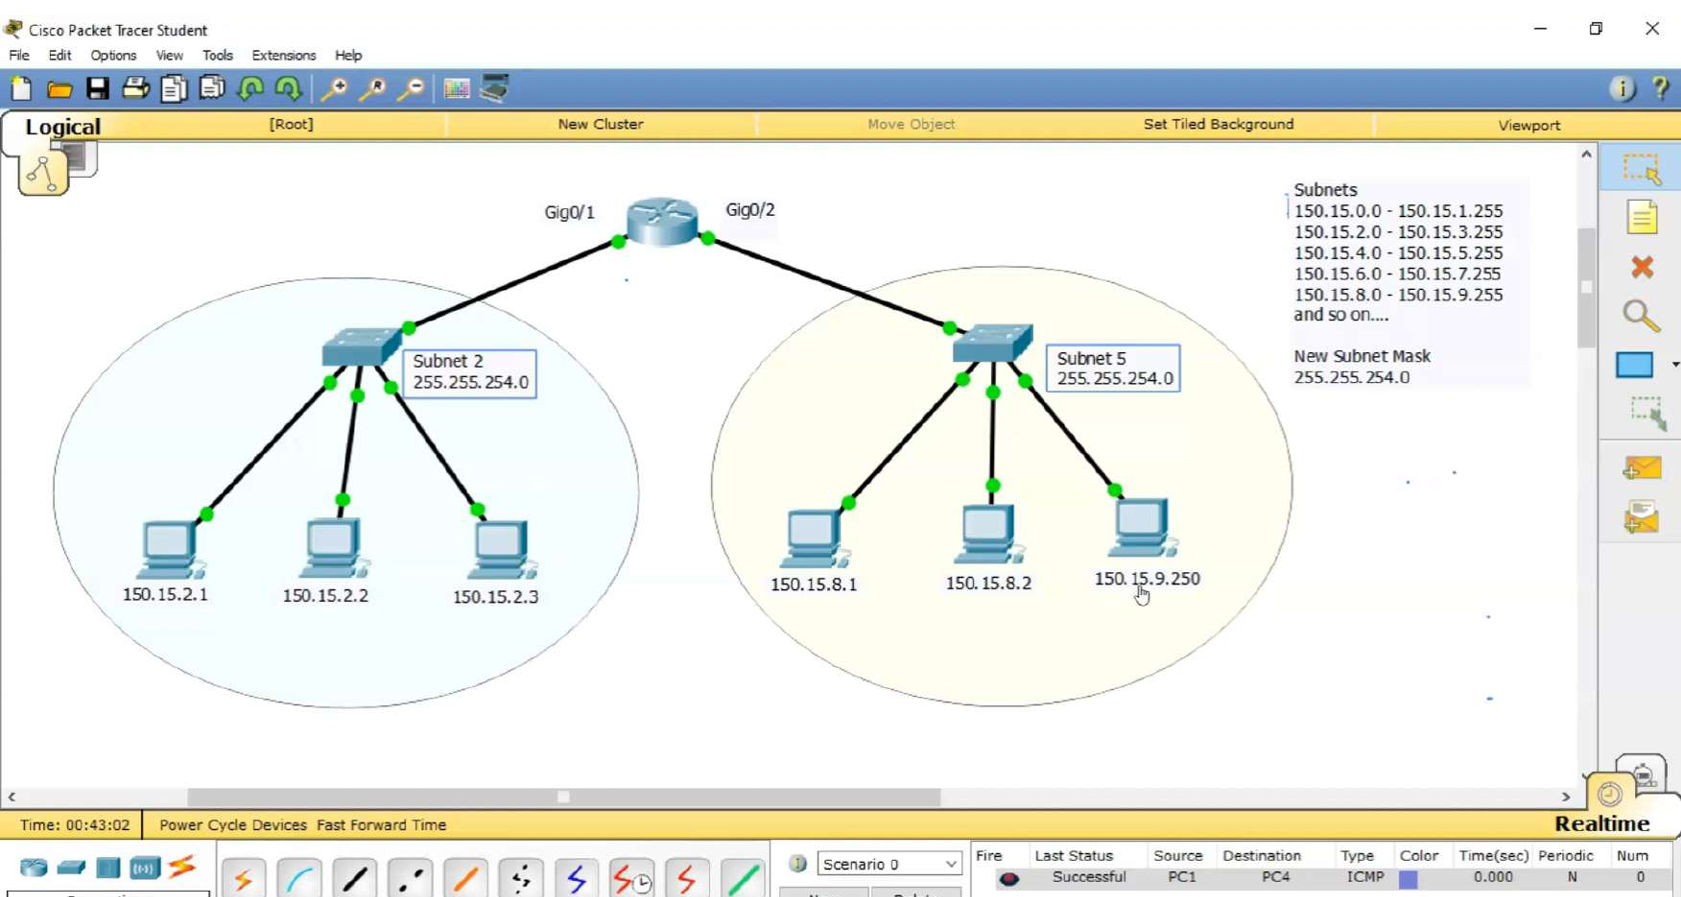 Cisco Packet Tracer Student
File Edit Options View Tools Extensions Help
Logical [Root] New Cluster Move Object Set Tiled Background Viewport
Gig0/1
Gig0/2
Subnets
150.15.0.0 - 150.15.1.255
150.15.2.0 - 150.15.3.255
150.15.4.0 - 150.15.5.255
150.15.6.0 - 150.15.7.255
150.15.8.0 - 150.15.9.255
and so on....
New Subnet Mask
255.255.254.0
Subnet 2
255.255.254.0
Subnet 5
255.255.254.0
150.15.2.1
150.15.2.2
150.15.2.3
150.15.8.1
150.15.8.2
150.15.9.250
Time: 00:43:02 Power Cycle Devices Fast Forward Time
Realtime
Scenario 0
Fire Last Status Source Destination Type Color Time(sec) Periodic Num
Successful PC1 PC4 ICMP 0.000 N 0